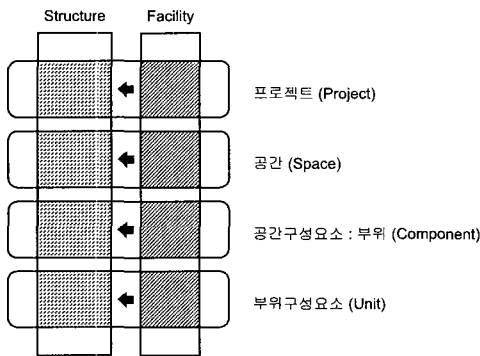 Structure Facility
프로젝트 (Project)
공간 (Space)
공간구성요소 : 부위 (Component)
부위구성요소 (Unit)